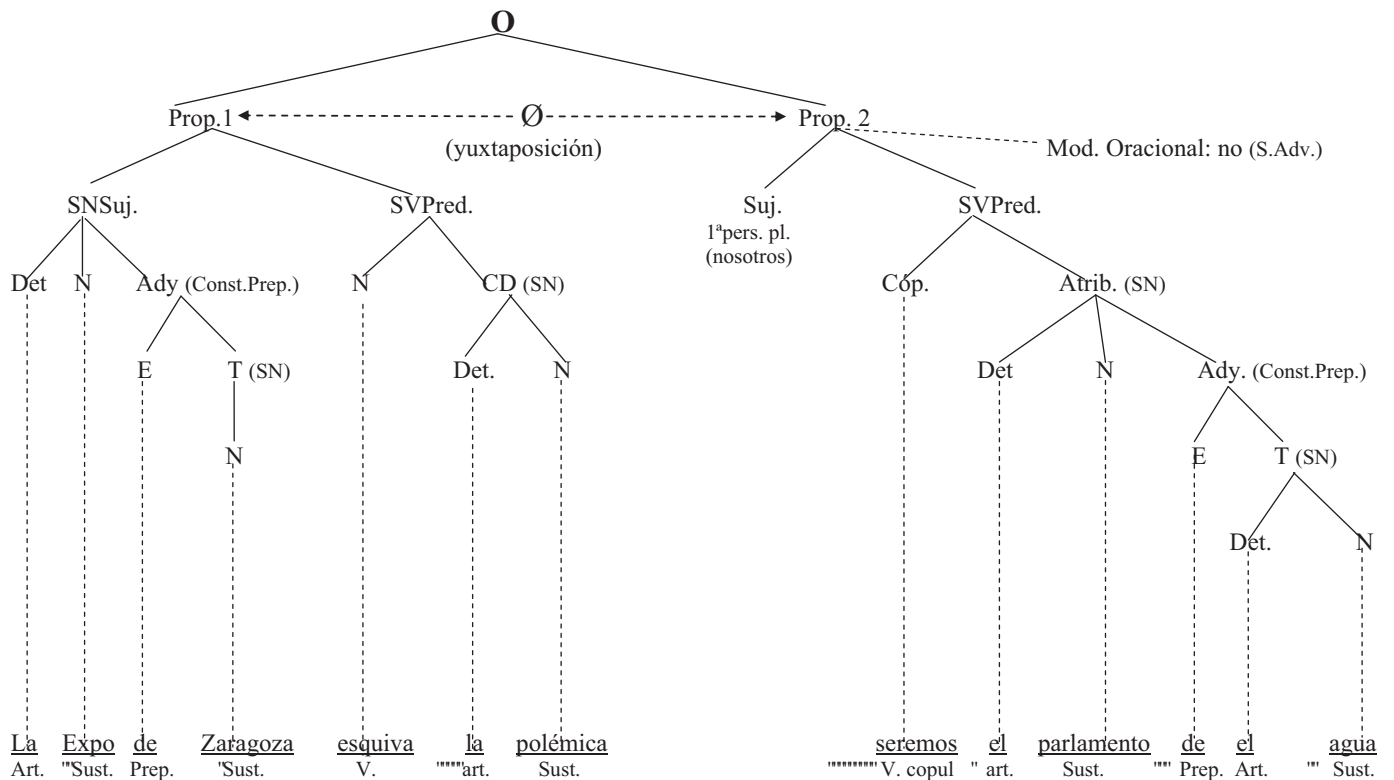 O
Prop.1 Ø Prop. 2
(yuxtaposición) Mod. Oracional: no (S.Adv.)
SNSuj. SVPred. Suj. SVPred.
1ªpers. pl.
(nosotros)
Det N Ady (Const.Prep.) N CD (SN) Cóp. Atrib. (SN)
E T (SN) Det. N Det N Ady. (Const.Prep.)
N E T (SN)
Det. N
La Expo de Zaragoza esquiva la polémica seremos el parlamento de el agua
Art. """Sust. Prep. "Sust. V. """""art. Sust. """"""""" V. copul " art. Sust. """ Prep. Art. "" Sust.